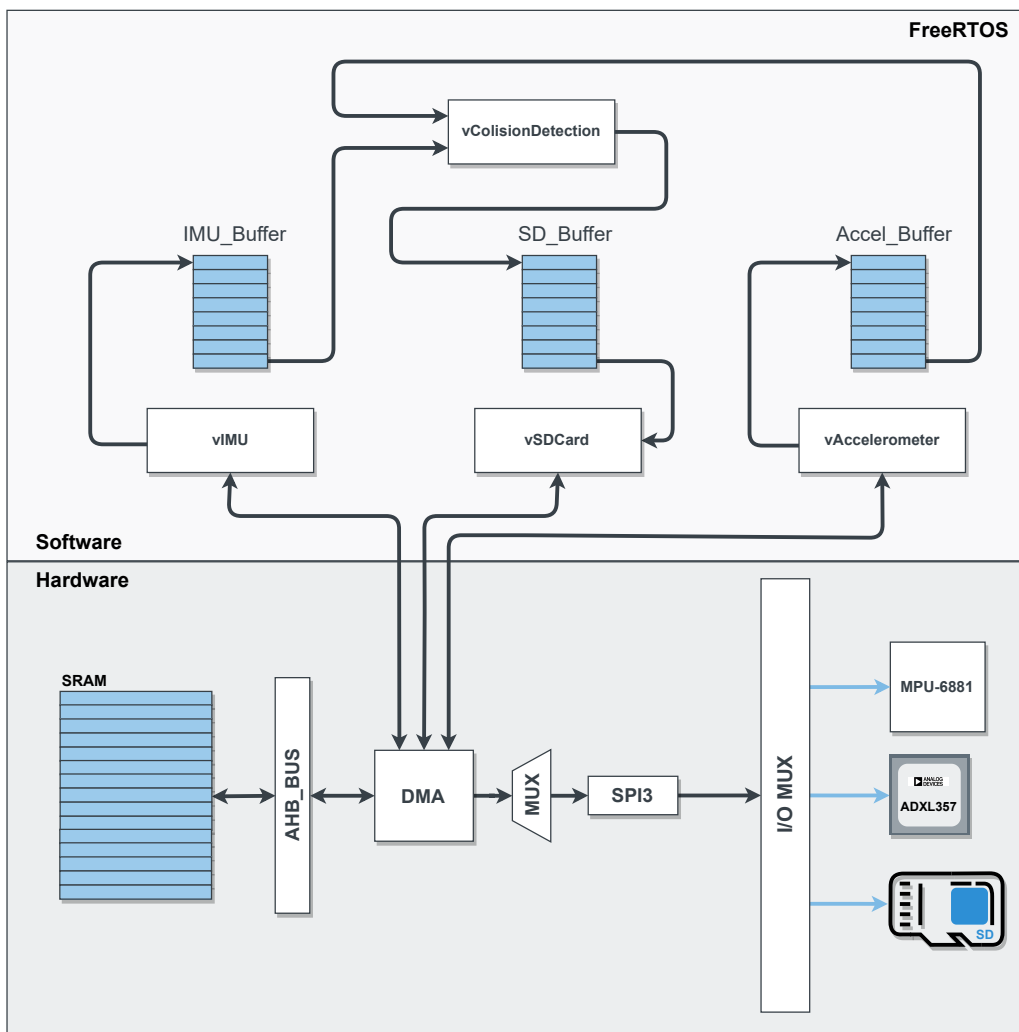 FreeRTOS
vColisionDetection
IMU_Buffer
SD_Buffer
Accel_Buffer
vIMU
vSDCard
vAccelerometer
Software
Hardware
SRAM
AHB_BUS
DMA
MUX
SPI3
I/O MUX
MPU-6881
ANALOG
DEVICES
ADXL357
SD